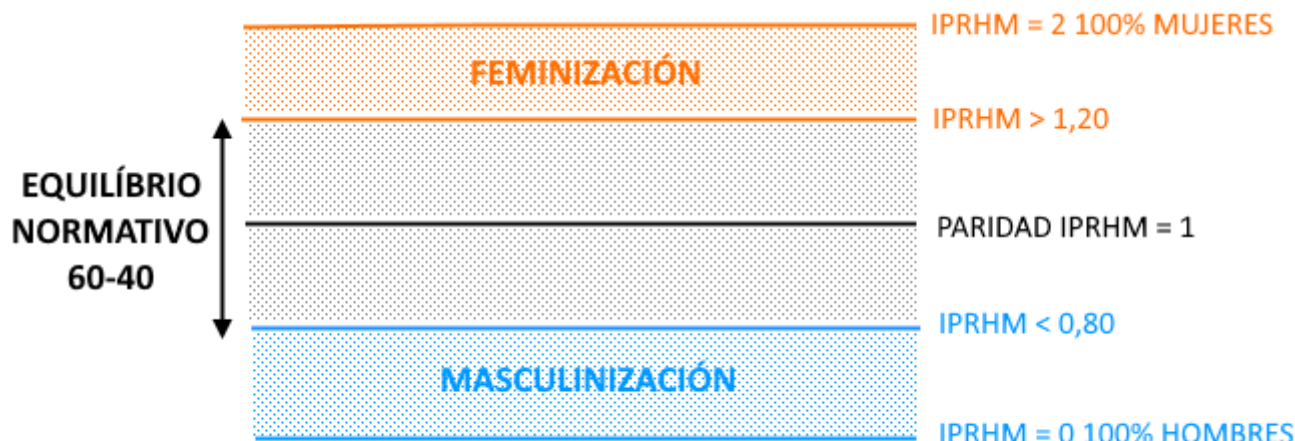 IPRHM = 2 100% MUJERES
FEMINIZACIÓN
IPRHM > 1,20
EQUILÍBRIO
NORMATIVO
60-40
PARIDAD IPRHM = 1
IPRHM < 0,80
MASCULINIZACIÓN
IPRHM = 0 100% HOMBRES